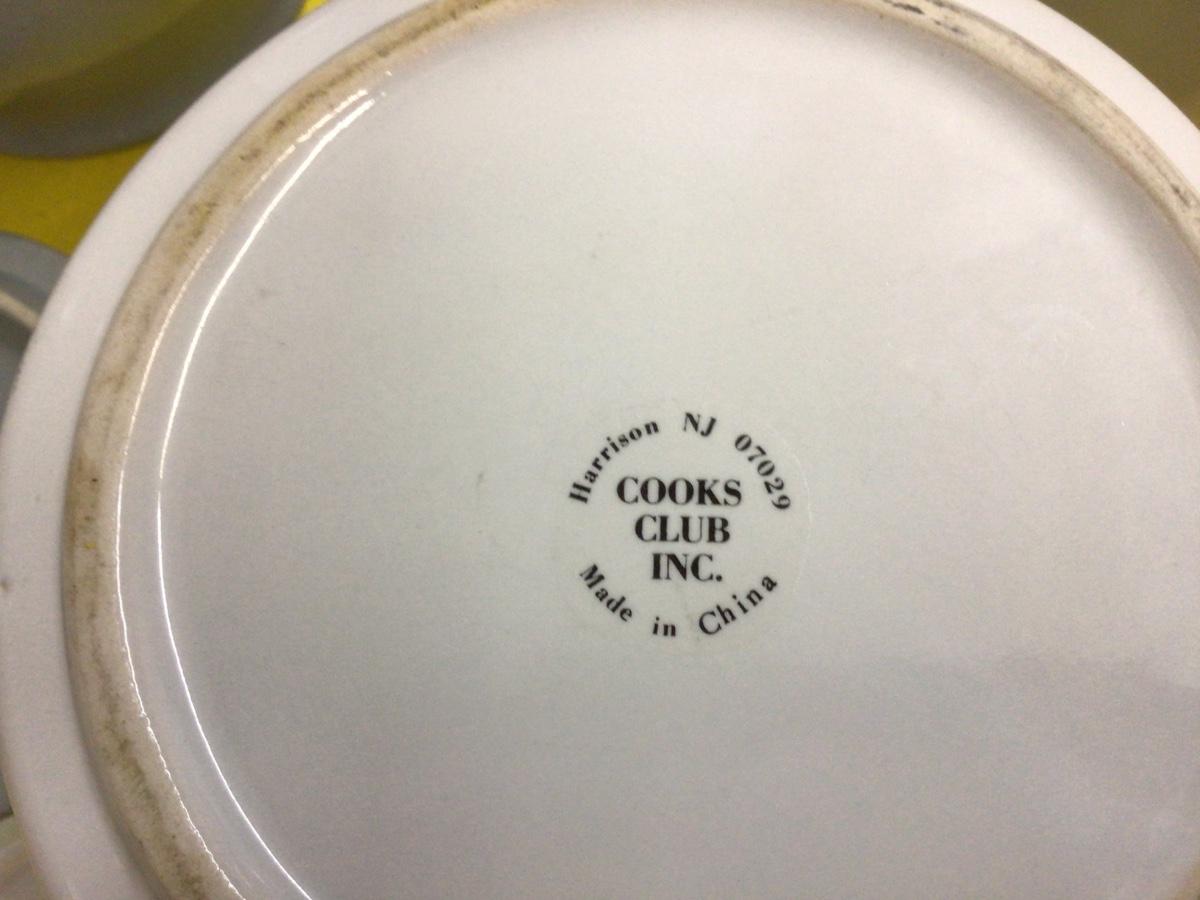 Harrison NJ 07029
COOKS
CLUB
INC.
Made in China